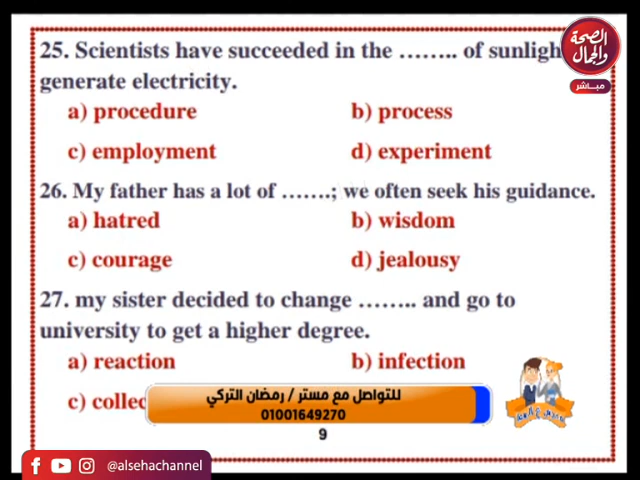 الصحة
والجمال
مباشر
25. Scientists have succeeded in the …….. of sunligh
generate electricity.
a) procedure b) process
c) employment d) experiment
26. My father has a lot of …….; we often seek his guidance.
a) hatred b) wisdom
c) courage d) jealousy
27. my sister decided to change …….. and go to
university to get a higher degree.
a) reaction b) infection
c) collec
للتواصل مع مستر / رمضان التركي
01001649270
9
@alsehachannel